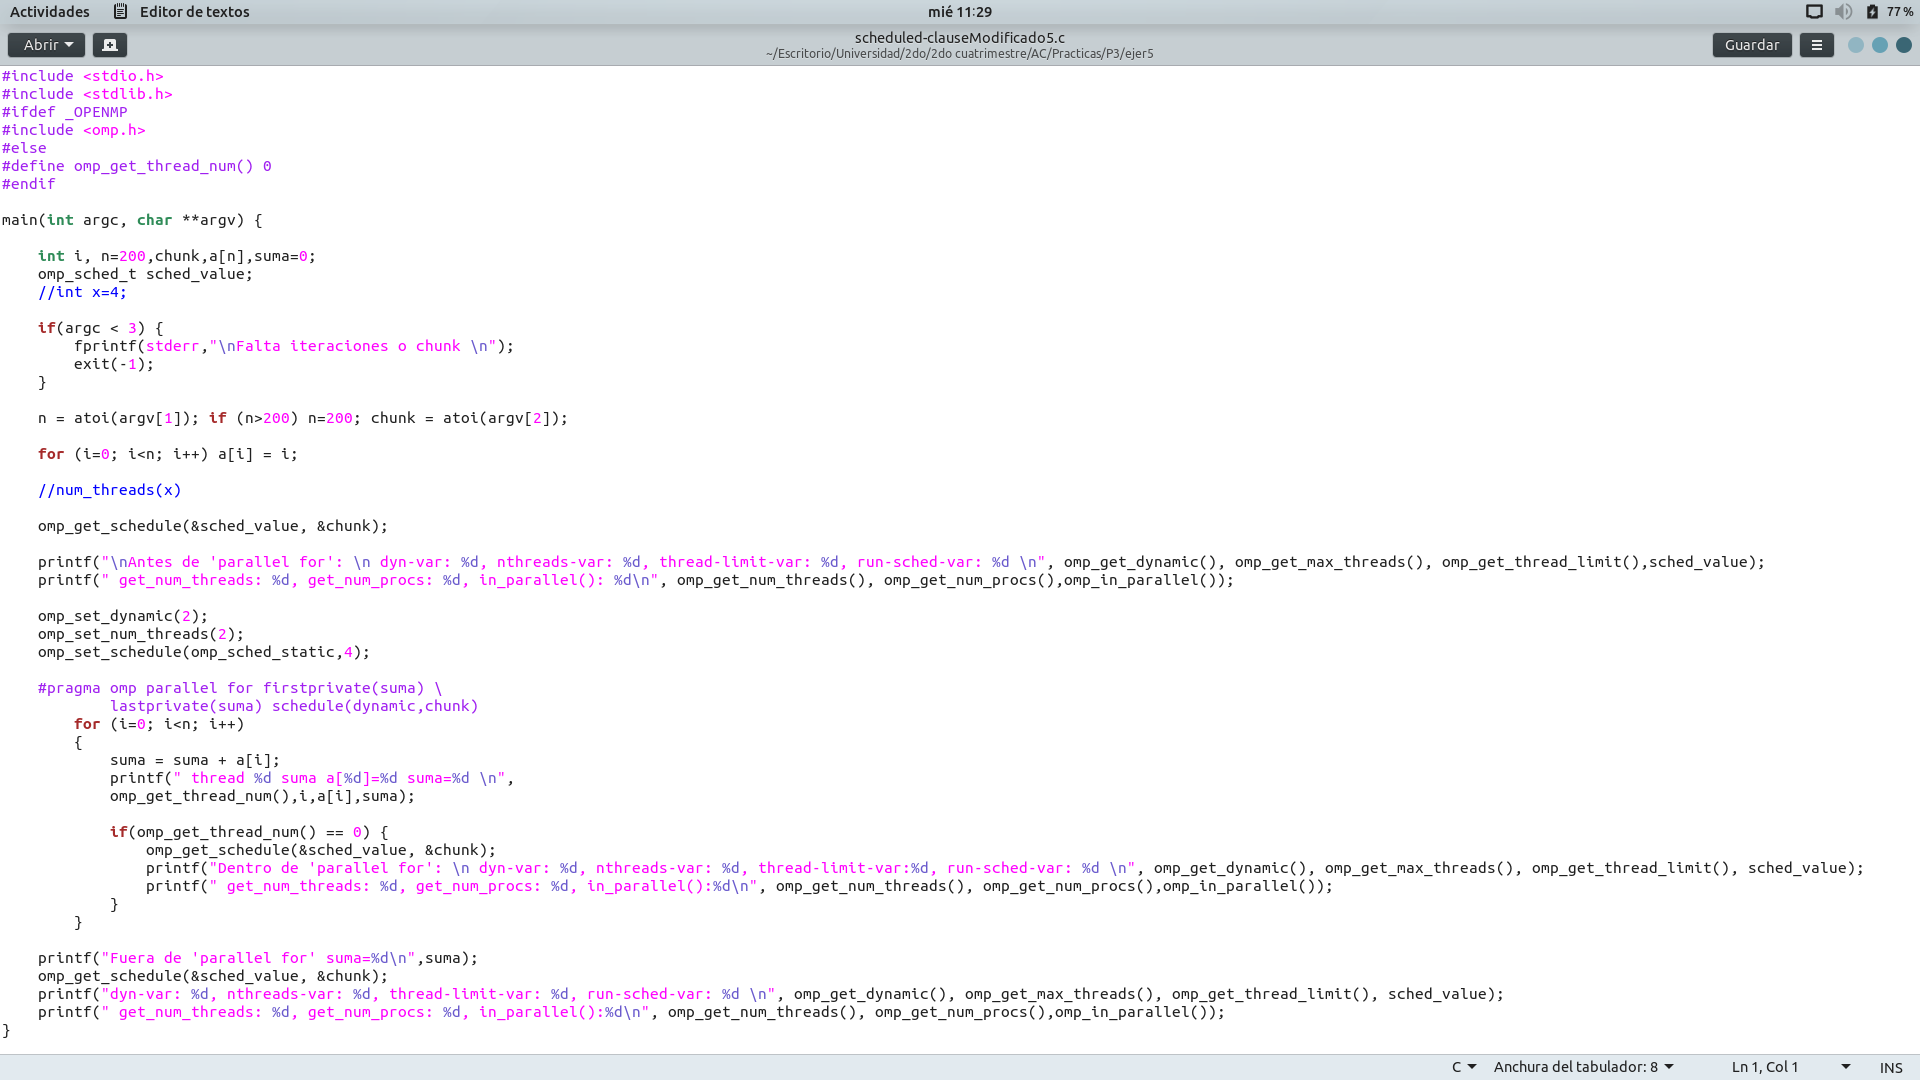 Actividades Editor de textos mié 11:29 77 %
Abrir scheduled-clauseModificado5.c Guardar
~/Escritorio/Universidad/2do/2do cuatrimestre/AC/Practicas/P3/ejer5
#include <stdio.h>
#include <stdlib.h>
#ifdef _OPENMP
#include <omp.h>
#else
#define omp_get_thread_num() 0
#endif
main(int argc, char **argv) {
int i, n=200,chunk,a[n],suma=0;
omp_sched_t sched_value;
//int x=4;
if(argc < 3) {
fprintf(stderr,"\nFalta iteraciones o chunk \n");
exit(-1);
}
n = atoi(argv[1]); if (n>200) n=200; chunk = atoi(argv[2]);
for (i=0; i<n; i++) a[i] = i;
//num_threads(x)
omp_get_schedule(&sched_value, &chunk);
printf("\nAntes de 'parallel for': \n dyn-var: %d, nthreads-var: %d, thread-limit-var: %d, run-sched-var: %d \n", omp_get_dynamic(), omp_get_max_threads(), omp_get_thread_limit(),sched_value);
printf(" get_num_threads: %d, get_num_procs: %d, in_parallel(): %d\n", omp_get_num_threads(), omp_get_num_procs(),omp_in_parallel());
omp_set_dynamic(2);
omp_set_num_threads(2);
omp_set_schedule(omp_sched_static,4);
#pragma omp parallel for firstprivate(suma) \
lastprivate(suma) schedule(dynamic,chunk)
for (i=0; i<n; i++)
{
suma = suma + a[i];
printf(" thread %d suma a[%d]=%d suma=%d \n",
omp_get_thread_num(),i,a[i],suma);
if(omp_get_thread_num() == 0) {
omp_get_schedule(&sched_value, &chunk);
printf("Dentro de 'parallel for': \n dyn-var: %d, nthreads-var: %d, thread-limit-var:%d, run-sched-var: %d \n", omp_get_dynamic(), omp_get_max_threads(), omp_get_thread_limit(), sched_value);
printf(" get_num_threads: %d, get_num_procs: %d, in_parallel():%d\n", omp_get_num_threads(), omp_get_num_procs(),omp_in_parallel());
}
}
printf("Fuera de 'parallel for' suma=%d\n",suma);
omp_get_schedule(&sched_value, &chunk);
printf("dyn-var: %d, nthreads-var: %d, thread-limit-var: %d, run-sched-var: %d \n", omp_get_dynamic(), omp_get_max_threads(), omp_get_thread_limit(), sched_value);
printf(" get_num_threads: %d, get_num_procs: %d, in_parallel():%d\n", omp_get_num_threads(), omp_get_num_procs(),omp_in_parallel());
}
C Anchura del tabulador: 8 Ln 1, Col 1 INS